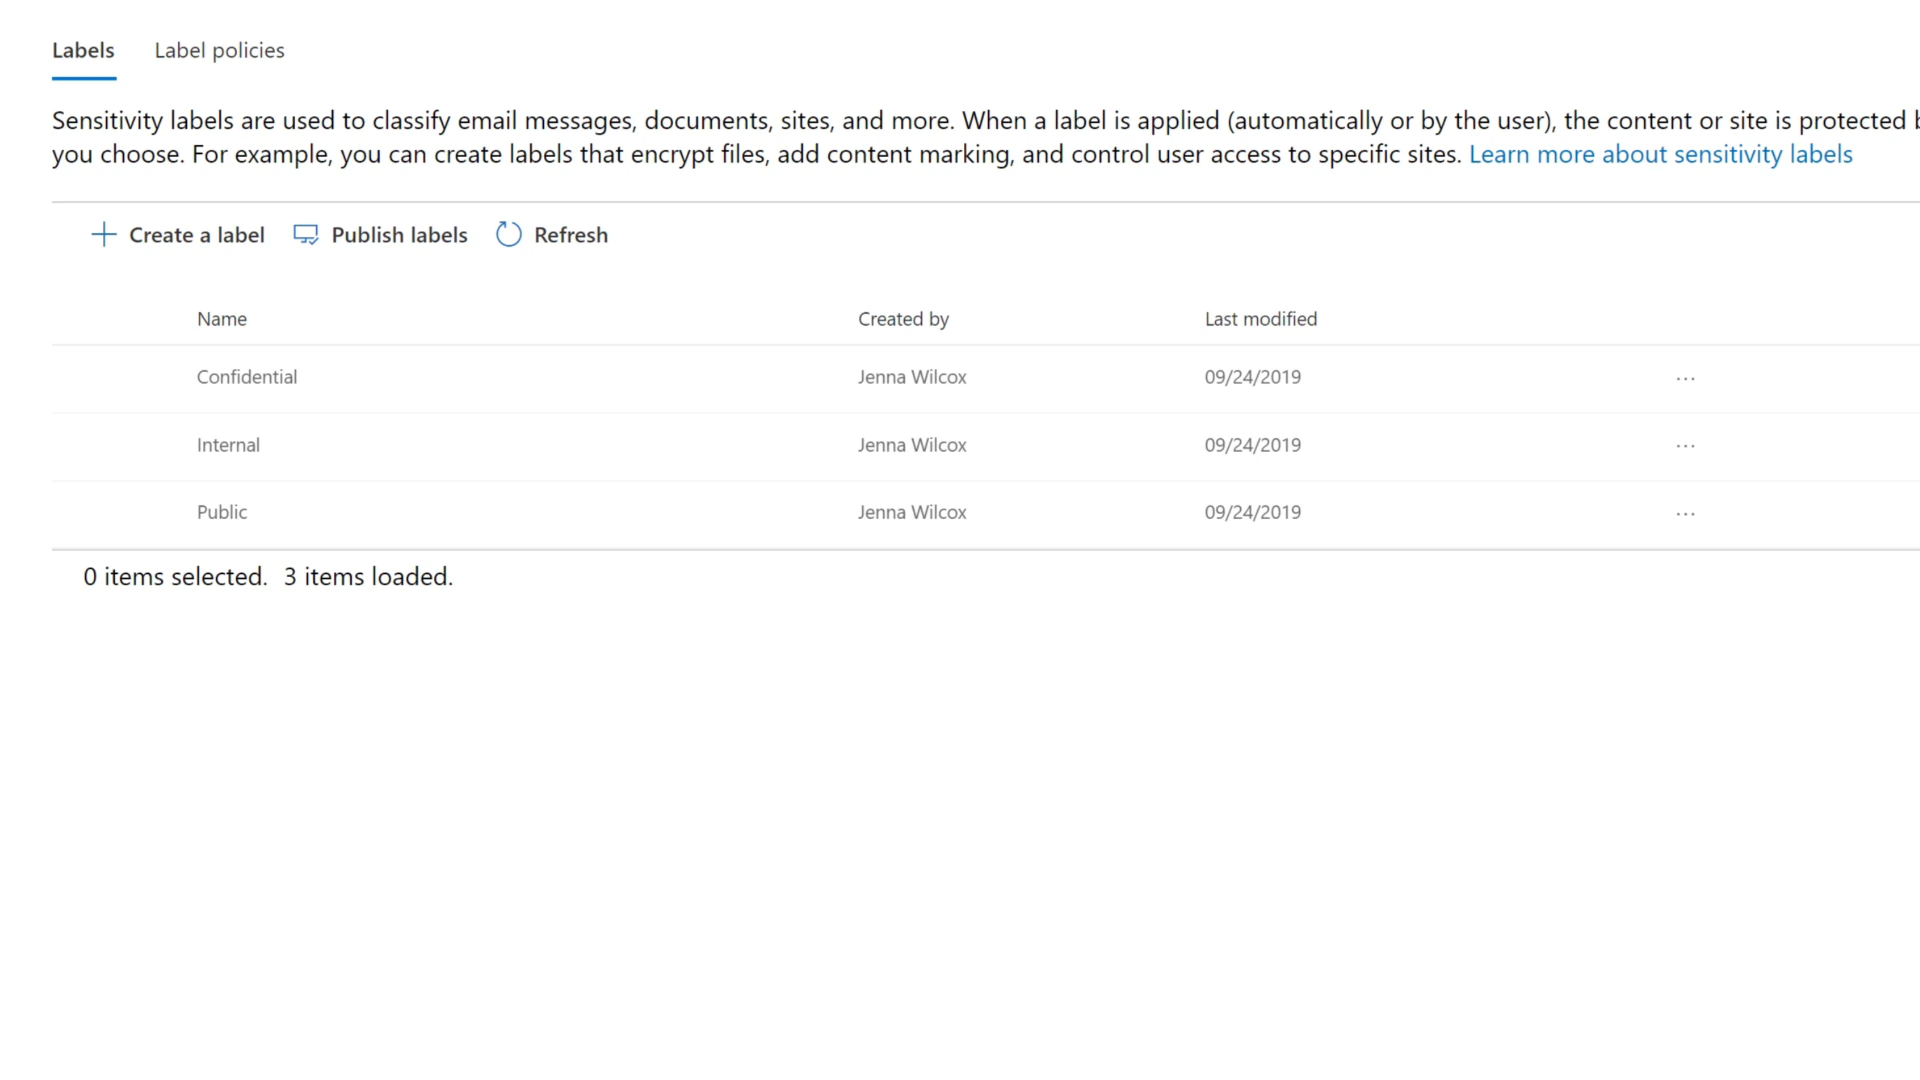 Labels Label policies
Sensitivity labels are used to classify email messages, documents, sites, and more. When a label is applied (automatically or by the user), the content or site is protected
you choose. For example, you can create labels that encrypt files, add content marking, and control user access to specific sites. Learn more about sensitivity labels
Create a label Publish labels Refresh
Name Created by Last modified
Confidential Jenna Wilcox 09/24/2019 ...
Internal Jenna Wilcox 09/24/2019 ...
Public Jenna Wilcox 09/24/2019 ...
0 items selected. 3 items loaded.